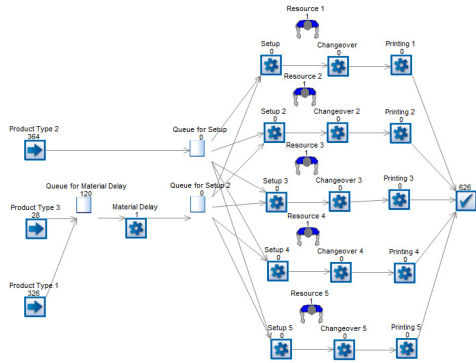 Resource 1
1
Setup
0
Changeover
0
Printing 1
0
Resource 2
1
Setup 2
0
Changeover 2
0
Printing 2
0
Product Type 2
364
Queue for Setup
0
Resource 3
1
Setup 3
0
Changeover 3
0
Printing 3
0
626
Queue for Material Delay
120
Queue for Setup 2
0
Product Type 3
28
Material Delay
1
Resource 4
1
Setup 4
0
Changeover 4
0
Printing 4
0
Product Type 1
326
Resource 5
1
Setup 5
0
Changeover 5
0
Printing 5
0